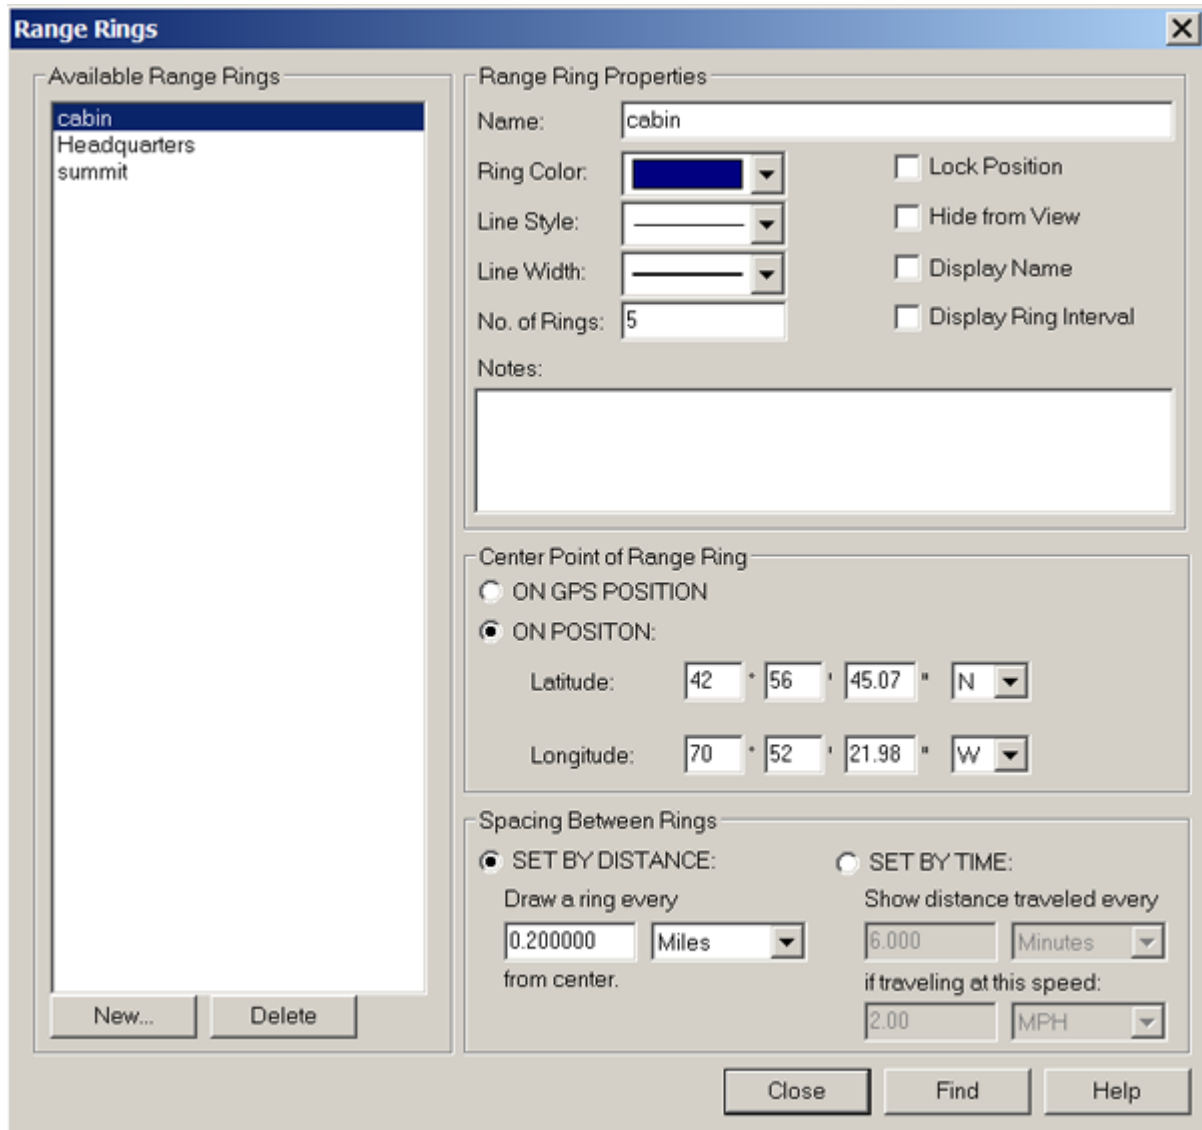 Range Rings
Available Range Rings
cabin
Headquarters
summit
New...
Delete
Range Ring Properties
Name: cabin
Ring Color:
Lock Position
Line Style:
Hide from View
Line Width:
Display Name
No. of Rings: 5
Display Ring Interval
Notes:
Center Point of Range Ring
ON GPS POSITION
ON POSITON:
Latitude: 42 ° 56 ' 45.07 " N
Longitude: 70 ° 52 ' 21.98 " W
Spacing Between Rings
SET BY DISTANCE:
Draw a ring every
0.200000 Miles
from center.
SET BY TIME:
Show distance traveled every
6.000 Minutes
if traveling at this speed:
2.00 MPH
Close
Find
Help